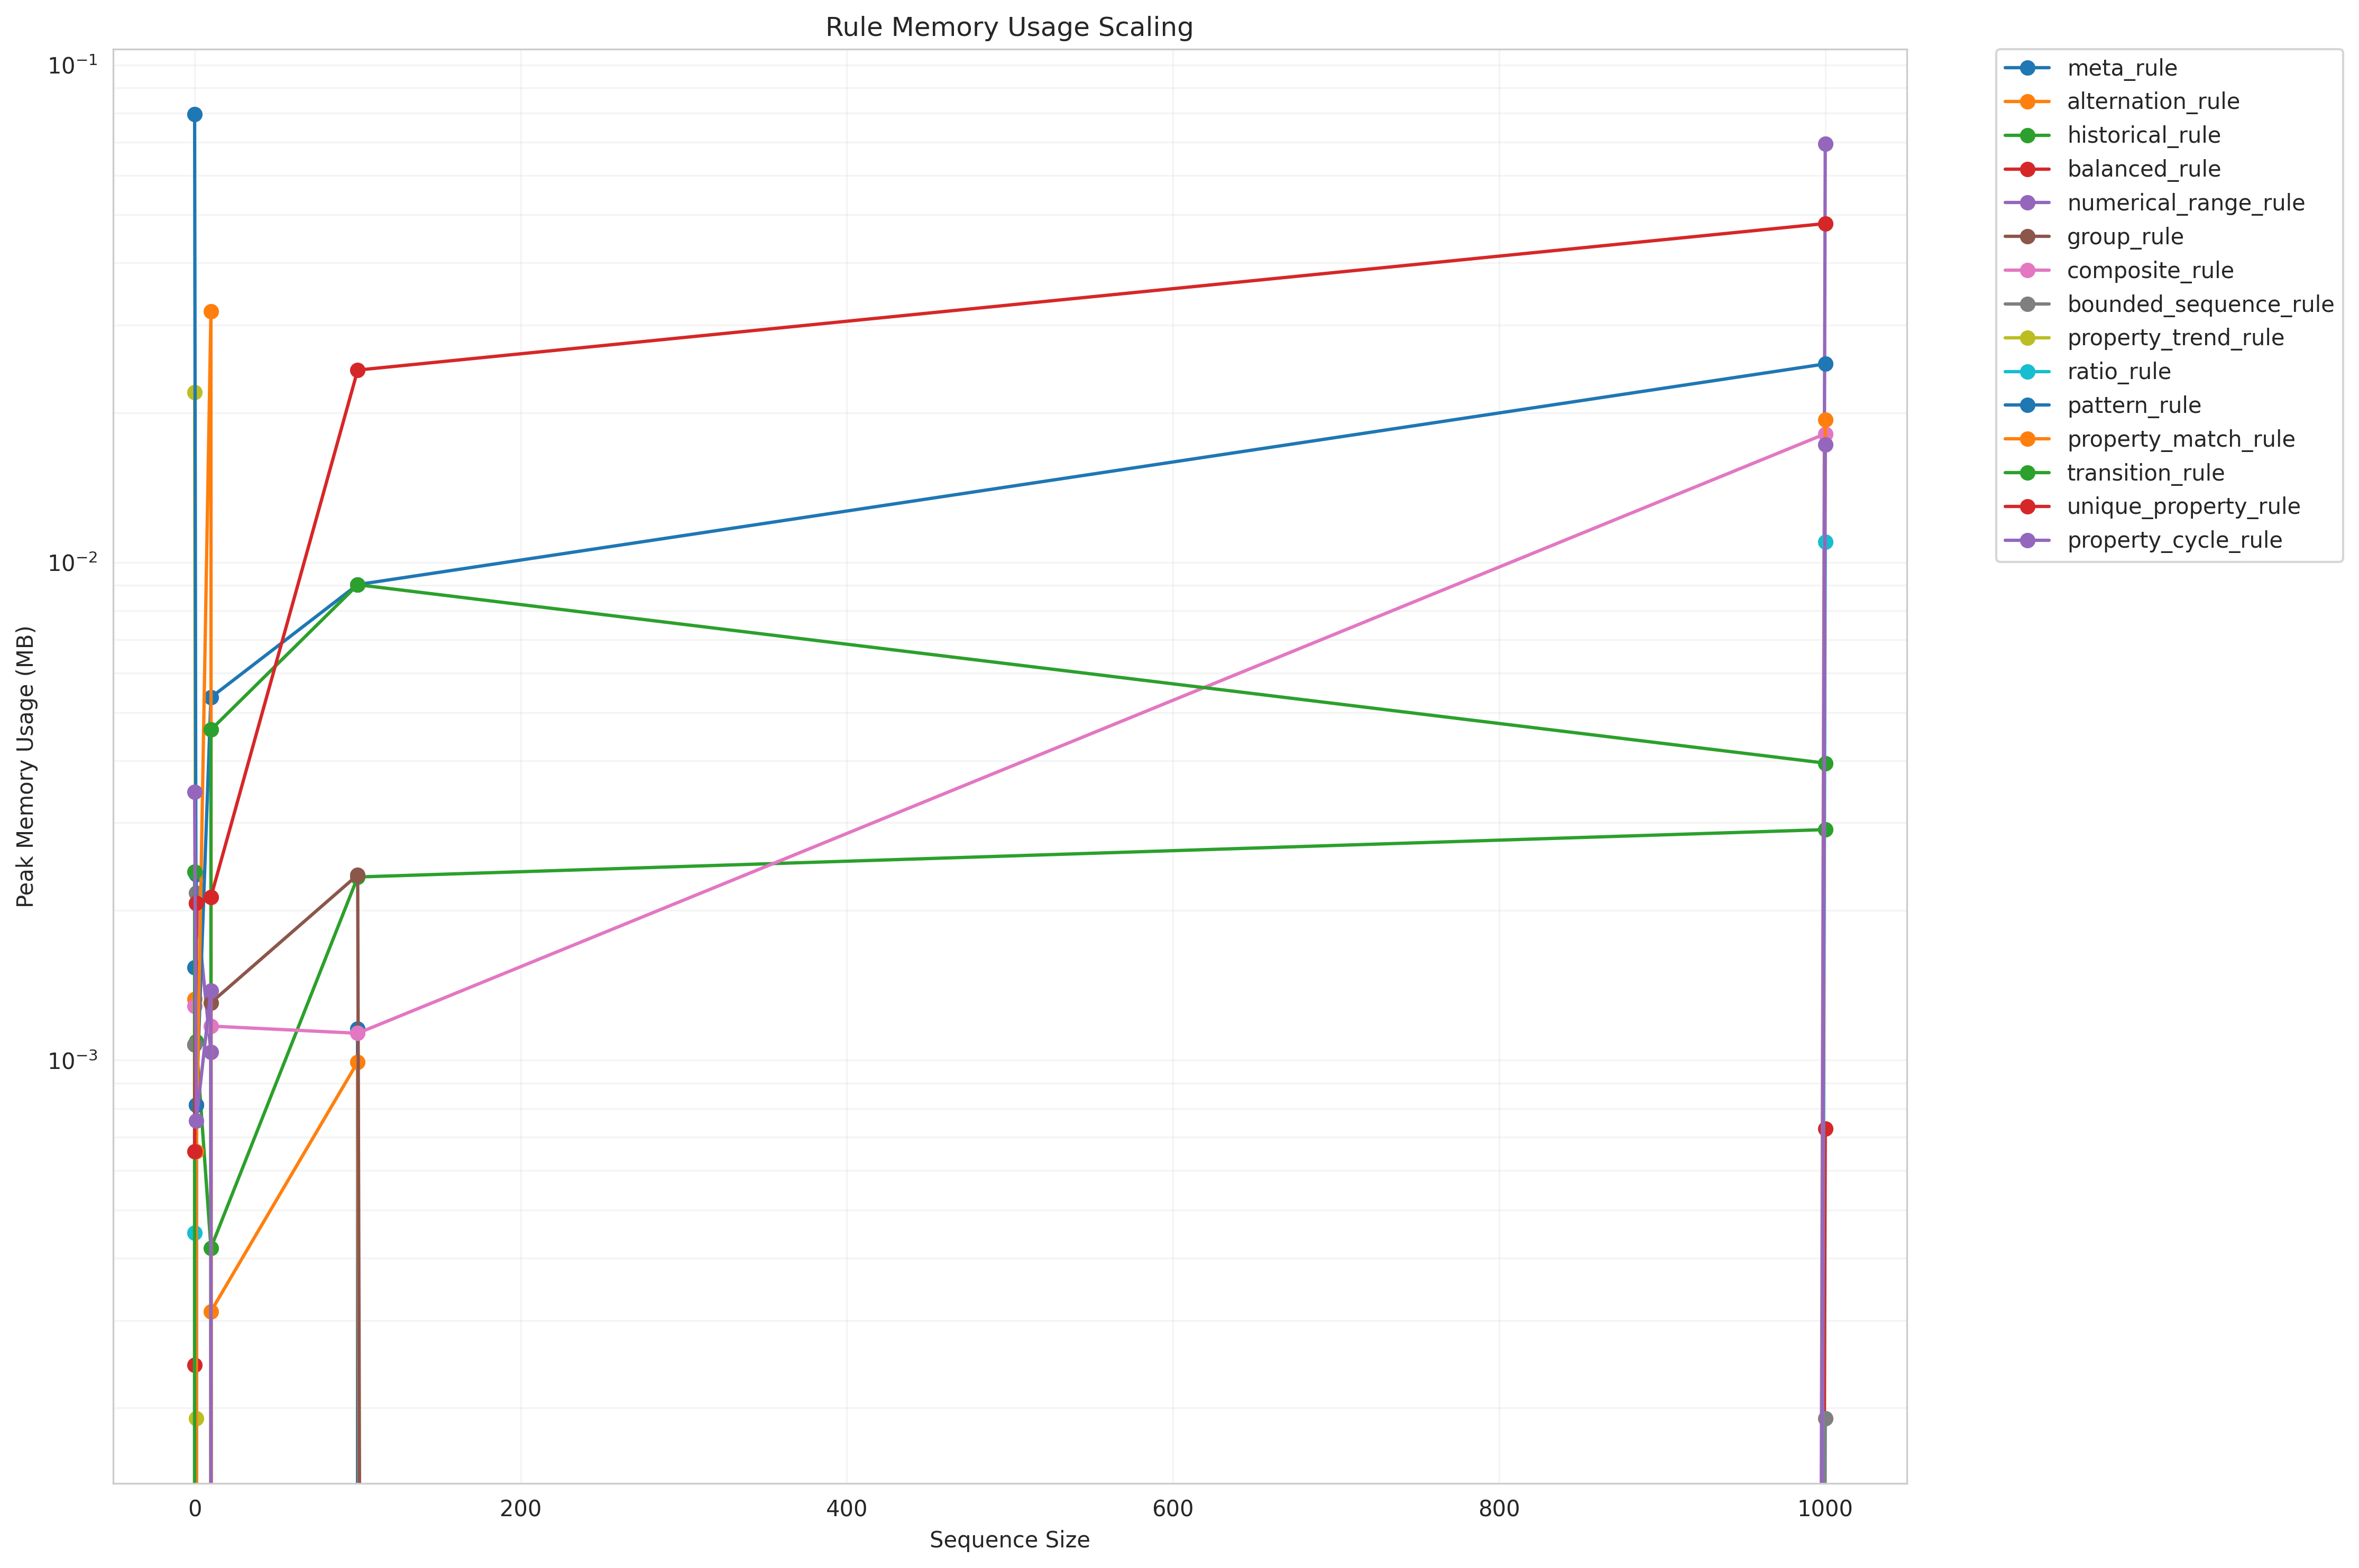 Rule Memory Usage Scaling
10⁻¹
10⁻²
10⁻³
Peak Memory Usage (MB)
0 200 400 600 800 1000
Sequence Size
meta_rule
alternation_rule
historical_rule
balanced_rule
numerical_range_rule
group_rule
composite_rule
bounded_sequence_rule
property_trend_rule
ratio_rule
pattern_rule
property_match_rule
transition_rule
unique_property_rule
property_cycle_rule